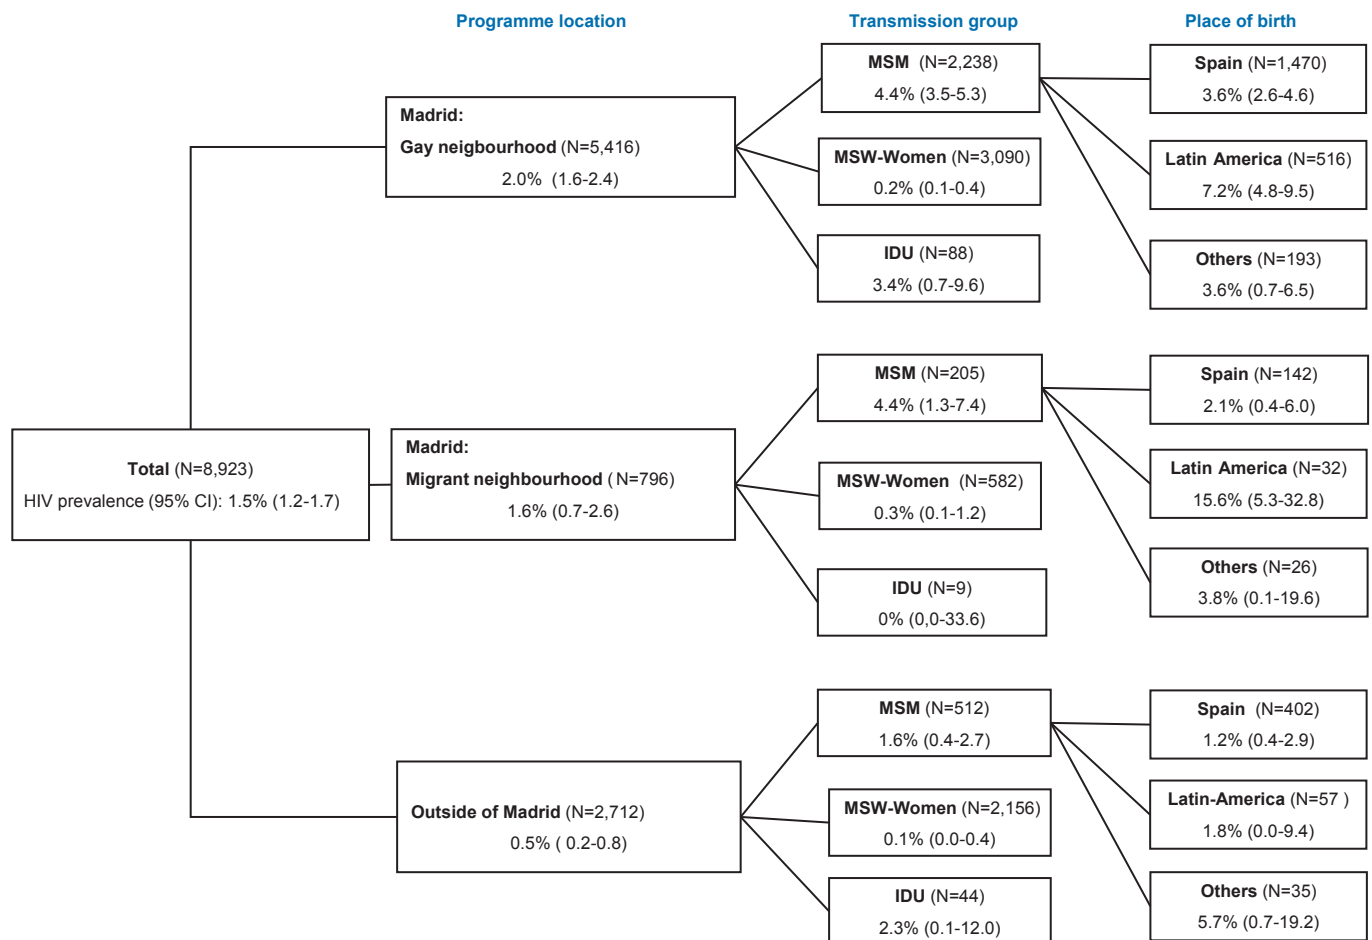 Programme location
Transmission group
Place of birth
Total (N=8,923)
HIV prevalence (95% CI): 1.5% (1.2-1.7)
Madrid:
Gay neigbourhood (N=5,416)
2.0% (1.6-2.4)
MSM (N=2,238)
4.4% (3.5-5.3)
Spain (N=1,470)
3.6% (2.6-4.6)
Latin America (N=516)
7.2% (4.8-9.5)
Others (N=193)
3.6% (0.7-6.5)
MSW-Women (N=3,090)
0.2% (0.1-0.4)
IDU (N=88)
3.4% (0.7-9.6)
Madrid:
Migrant neighbourhood ( N=796)
1.6% (0.7-2.6)
MSM (N=205)
4.4% (1.3-7.4)
Spain (N=142)
2.1% (0.4-6.0)
Latin America (N=32)
15.6% (5.3-32.8)
Others (N=26)
3.8% (0.1-19.6)
MSW-Women (N=582)
0.3% (0.1-1.2)
IDU (N=9)
0% (0,0-33.6)
Outside of Madrid (N=2,712)
0.5% ( 0.2-0.8)
MSM (N=512)
1.6% (0.4-2.7)
Spain (N=402)
1.2% (0.4-2.9)
Latin-America (N=57 )
1.8% (0.0-9.4)
Others (N=35)
5.7% (0.7-19.2)
MSW-Women (N=2,156)
0.1% (0.0-0.4)
IDU (N=44)
2.3% (0.1-12.0)